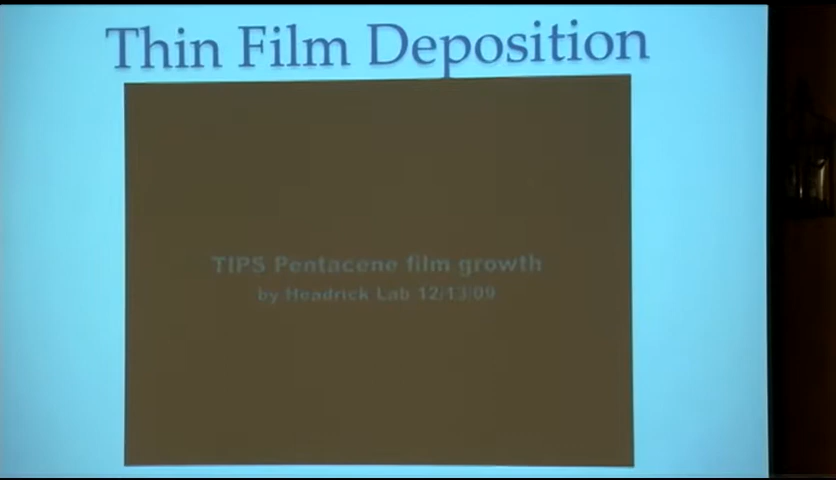 Thin Film Deposition
TIPS Pentacene film growth
by Headrick Lab 12/13/09